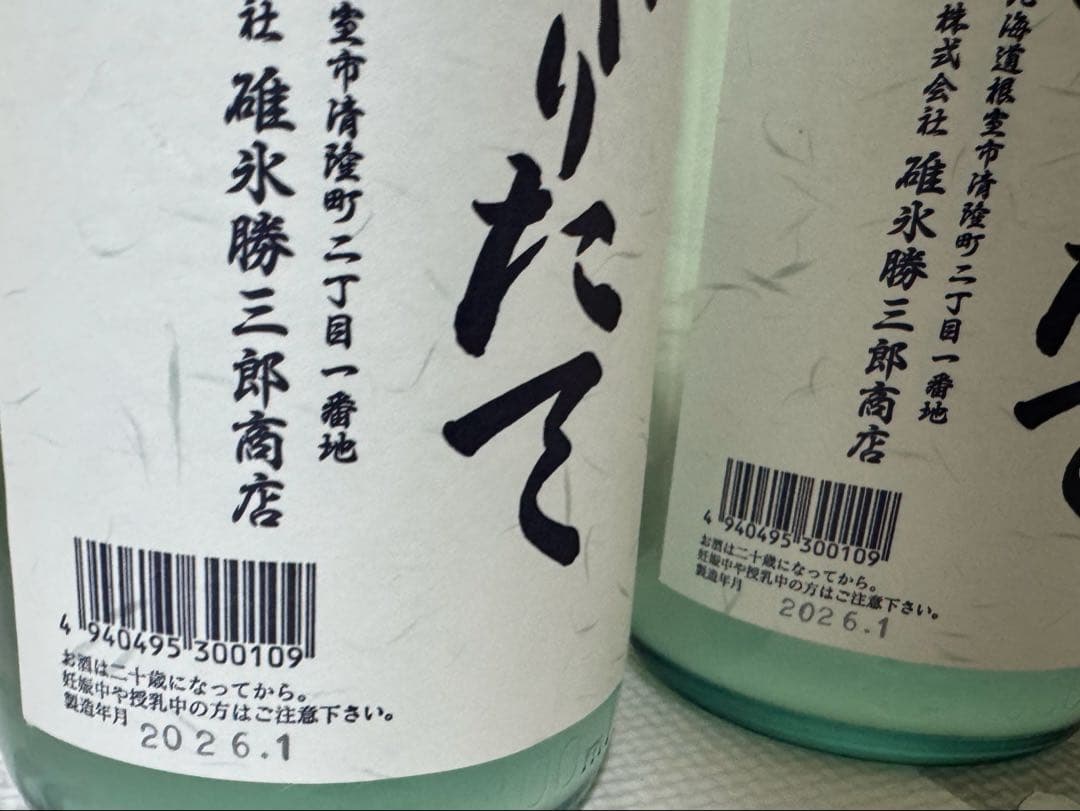 りたて
室市清隆町二丁目一番地
社 碓氷勝三郎商店
4 940495 300109
お酒は二十歳になってから。
妊娠中や授乳中の方はご注意下さい。
製造年月 2026.1
たて
北海道根室市清隆町二丁目一番地
株式会社 碓氷勝三郎商店
4 940495 300109
お酒は二十歳になってから。
妊娠中や授乳中の方はご注意下さい。
製造年月 2026.1